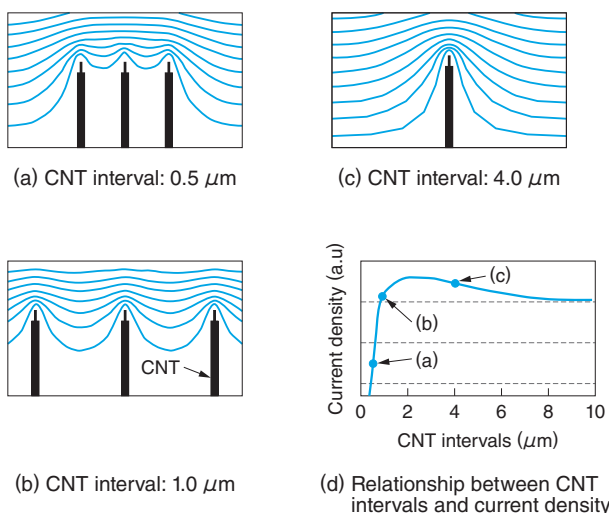 (a) CNT interval: 0.5 μm
(c) CNT interval: 4.0 μm
CNT
(b) CNT interval: 1.0 μm
Current density (a.u)
(c)
(b)
(a)
0 2 4 6 8 10
CNT intervals (μm)
(d) Relationship between CNT
intervals and current density